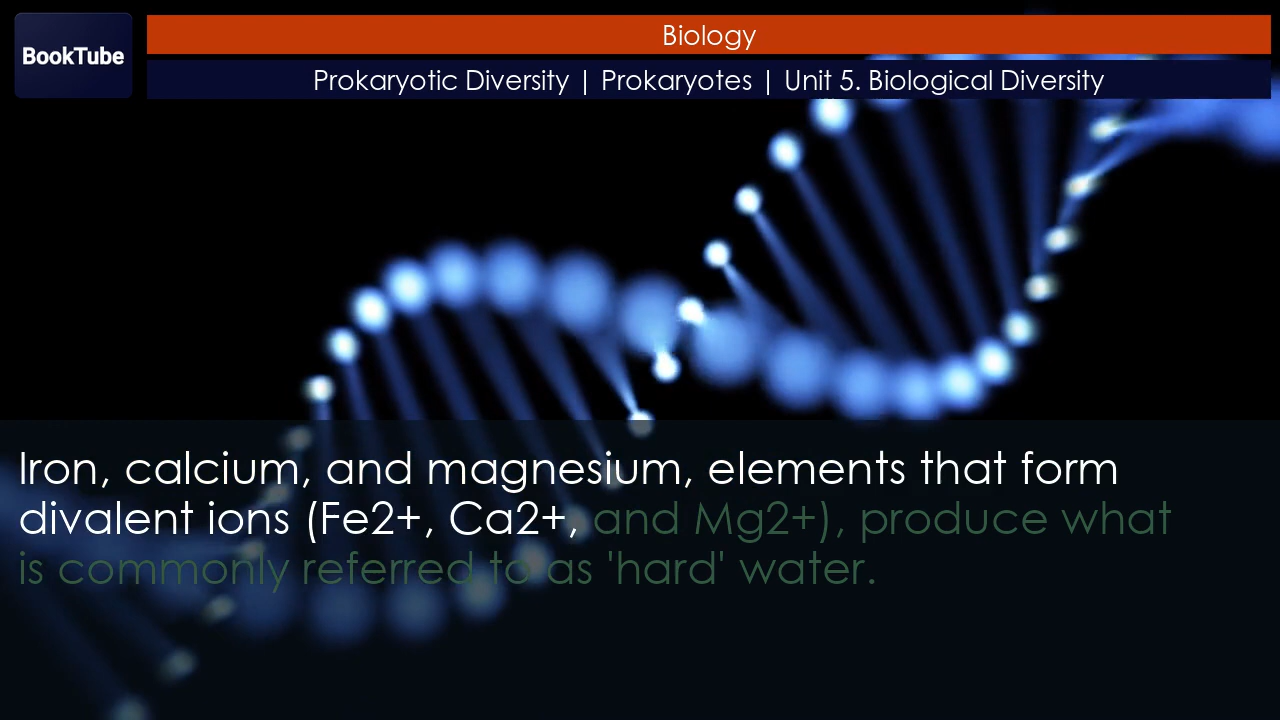 BookTube
Biology
Prokaryotic Diversity | Prokaryotes | Unit 5. Biological Diversity
Iron, calcium, and magnesium, elements that form
divalent ions (Fe2+, Ca2+, and Mg2+), produce what
is commonly referred to as 'hard' water.